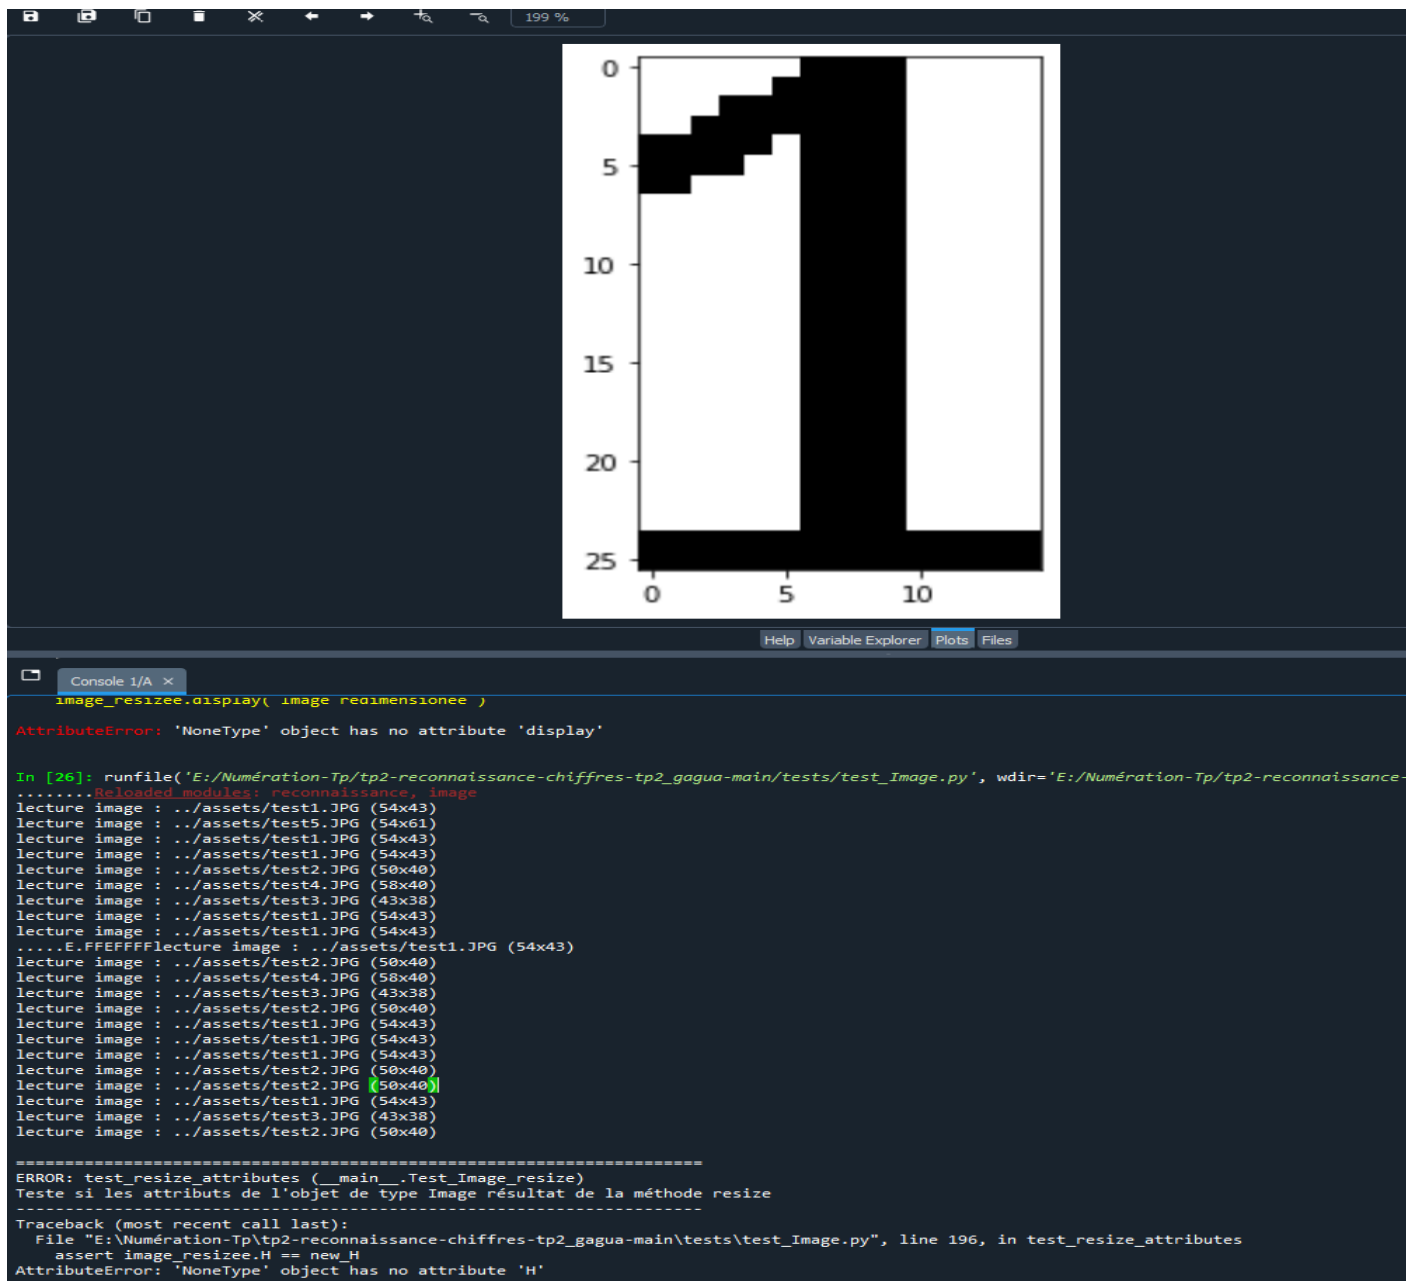 199 %
0
5
10
15
20
25
0 5 10
Help Variable Explorer Plots Files
Console 1/A ×
image_resizee.display( Image redimensionee )
AttributeError: 'NoneType' object has no attribute 'display'
In [26]: runfile('E:/Numération-Tp/tp2-reconnaissance-chiffres-tp2_gagua-main/tests/test_Image.py', wdir='E:/Numération-Tp/tp2-reconnaissance-
........Reloaded modules: reconnaissance, image
lecture image : ../assets/test1.JPG (54x43)
lecture image : ../assets/test5.JPG (54x61)
lecture image : ../assets/test1.JPG (54x43)
lecture image : ../assets/test1.JPG (54x43)
lecture image : ../assets/test2.JPG (50x40)
lecture image : ../assets/test4.JPG (58x40)
lecture image : ../assets/test3.JPG (43x38)
lecture image : ../assets/test1.JPG (54x43)
lecture image : ../assets/test1.JPG (54x43)
.....E.FFEFFFFlecture image : ../assets/test1.JPG (54x43)
lecture image : ../assets/test2.JPG (50x40)
lecture image : ../assets/test4.JPG (58x40)
lecture image : ../assets/test3.JPG (43x38)
lecture image : ../assets/test2.JPG (50x40)
lecture image : ../assets/test1.JPG (54x43)
lecture image : ../assets/test1.JPG (54x43)
lecture image : ../assets/test1.JPG (54x43)
lecture image : ../assets/test2.JPG (50x40)
lecture image : ../assets/test2.JPG (50x40)
lecture image : ../assets/test1.JPG (54x43)
lecture image : ../assets/test3.JPG (43x38)
lecture image : ../assets/test2.JPG (50x40)
======================================================================
ERROR: test_resize_attributes (__main__.Test_Image_resize)
Teste si les attributs de l'objet de type Image résultat de la méthode resize
----------------------------------------------------------------------
Traceback (most recent call last):
File "E:\Numération-Tp\tp2-reconnaissance-chiffres-tp2_gagua-main\tests\test_Image.py", line 196, in test_resize_attributes
assert image_resizee.H == new_H
AttributeError: 'NoneType' object has no attribute 'H'